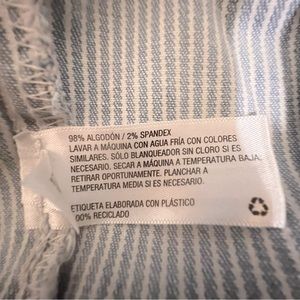 98% ALGODÓN / 2% SPANDEX
LAVAR A MÁQUINA CON AGUA FRÍA CON COLORES
SIMILARES. SÓLO BLANQUEADOR SIN CLORO SI ES
NECESARIO. SECAR A MÁQUINA A TEMPERATURA BAJA,
RETIRAR OPORTUNAMENTE. PLANCHAR A
TEMPERATURA MEDIA SI ES NECESARIO.
ETIQUETA ELABORADA CON PLÁSTICO
100% RECICLADO